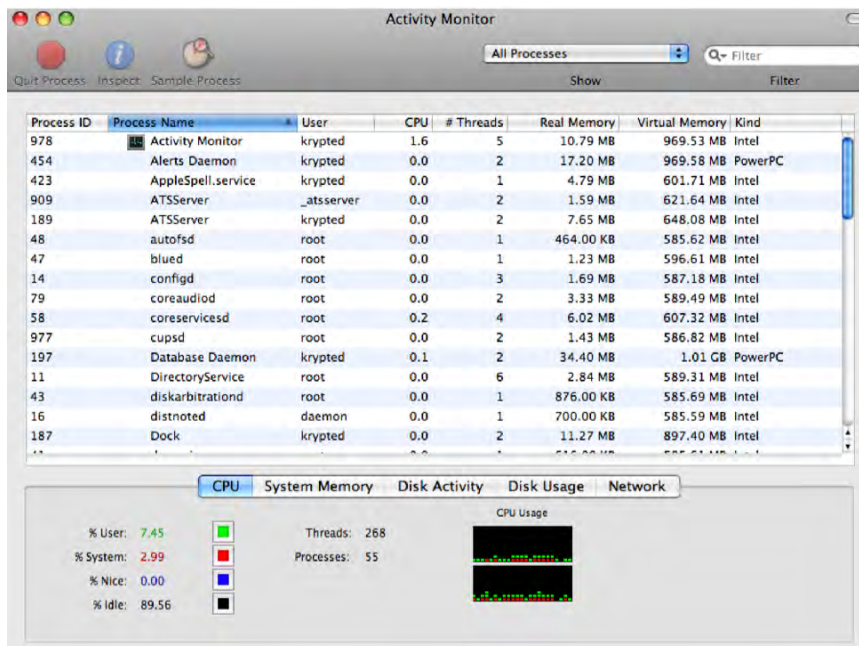 Activity Monitor
All Processes
Filter
Quit Process Inspect Sample Process Show Filter
Process ID Process Name User CPU # Threads Real Memory Virtual Memory Kind
978 Activity Monitor krypted 1.6 5 10.79 MB 969.53 MB Intel
454 Alerts Daemon krypted 0.0 2 17.20 MB 969.58 MB PowerPC
423 AppleSpell.service krypted 0.0 1 4.79 MB 601.71 MB Intel
909 ATSServer _atsserver 0.0 2 1.59 MB 621.64 MB Intel
189 ATSServer krypted 0.0 2 7.65 MB 648.08 MB Intel
48 autofsd root 0.0 1 464.00 KB 585.62 MB Intel
47 blued root 0.0 1 1.23 MB 596.61 MB Intel
14 configd root 0.0 3 1.69 MB 587.18 MB Intel
79 coreaudiod root 0.0 2 3.33 MB 589.49 MB Intel
58 coreservicesd root 0.2 4 6.02 MB 607.32 MB Intel
977 cupsd root 0.0 2 1.43 MB 586.82 MB Intel
197 Database Daemon krypted 0.1 2 34.40 MB 1.01 GB PowerPC
11 DirectoryService root 0.0 6 2.84 MB 589.31 MB Intel
43 diskarbitrationd root 0.0 1 876.00 KB 585.69 MB Intel
16 distnoted daemon 0.0 1 700.00 KB 585.59 MB Intel
187 Dock krypted 0.0 2 11.27 MB 897.40 MB Intel
CPU System Memory Disk Activity Disk Usage Network
CPU Usage
% User: 7.45 Threads: 268
% System: 2.99 Processes: 55
% Nice: 0.00
% Idle: 89.56